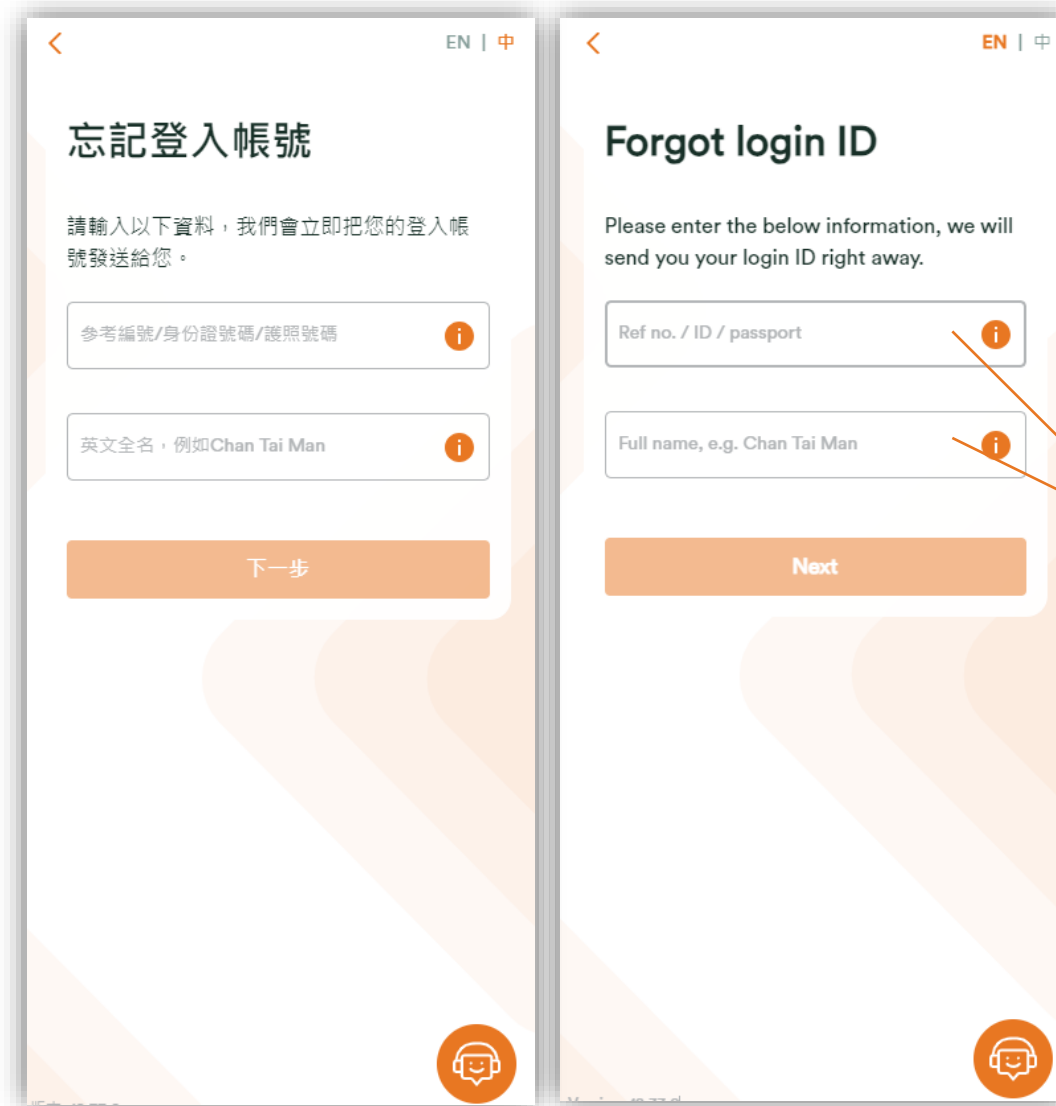 EN | 中
忘記登入帳號
請輸入以下資料，我們會立即把您的登入帳
號發送給您。
參考編號/身份證號碼/護照號碼
英文全名，例如Chan Tai Man
下一步
EN | 中
Forgot login ID
Please enter the below information, we will
send you your login ID right away.
Ref no. / ID / passport
Full name, e.g. Chan Tai Man
Next